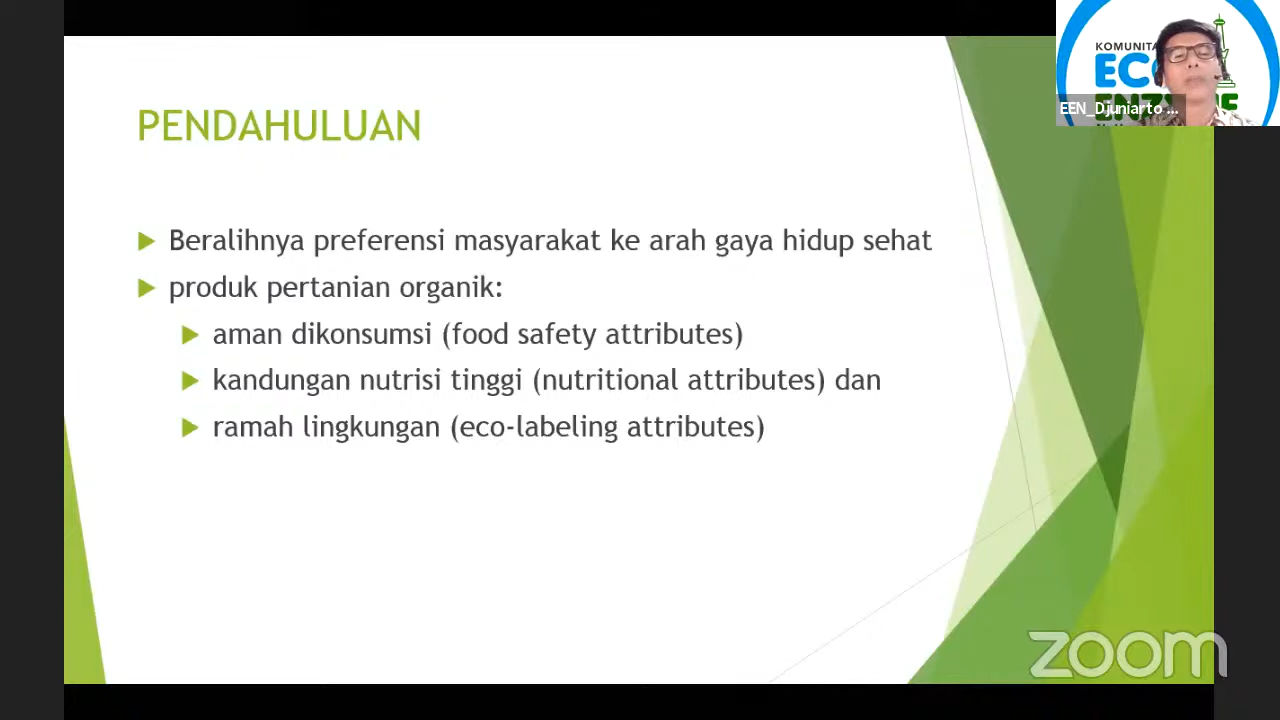 PENDAHULUAN
Beralihnya preferensi masyarakat ke arah gaya hidup sehat
produk pertanian organik:
aman dikonsumsi (food safety attributes)
kandungan nutrisi tinggi (nutritional attributes) dan
ramah lingkungan (eco-labeling attributes)
KOMUNITA
EC
EEN_Djuniarto ...
zoom